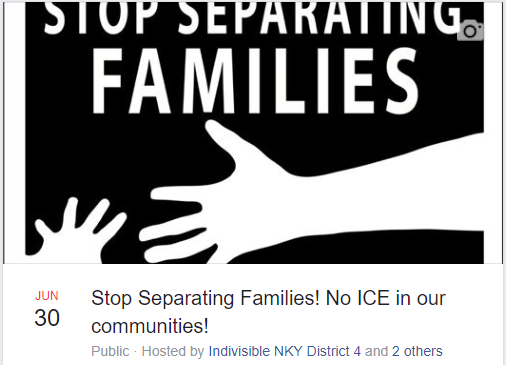 STOP SEPARATING
FAMILIES
JUN
30
Stop Separating Families! No ICE in our
communities!
Public · Hosted by Indivisible NKY District 4 and 2 others